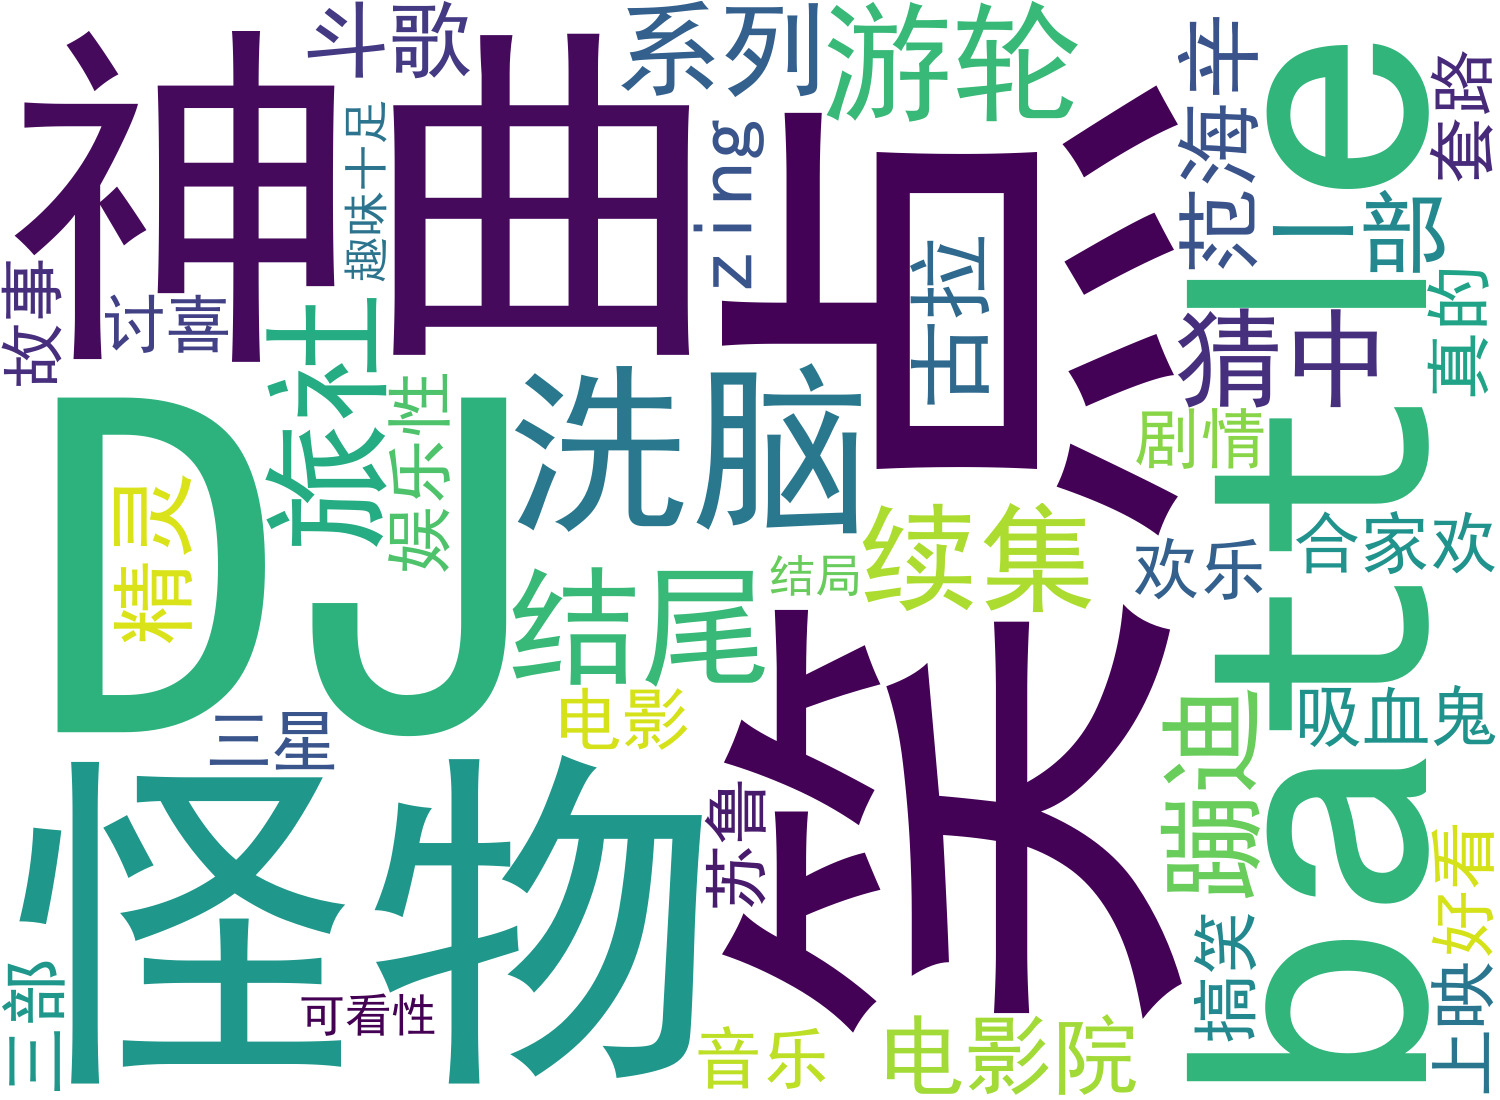 神曲
斗歌
系列
游轮
范海辛
套路
趣味十足
zing
一部
笑点
古拉
battle
故事
讨喜
旅社
猜中
真的
DJ
娱乐性
洗脑
剧情
精灵
续集
合家欢
欢乐
结局
结尾
电影
三星
吸血鬼
蹦迪
怪物
苏鲁
好看
搞笑
三部
可看性
音乐
电影院
上映